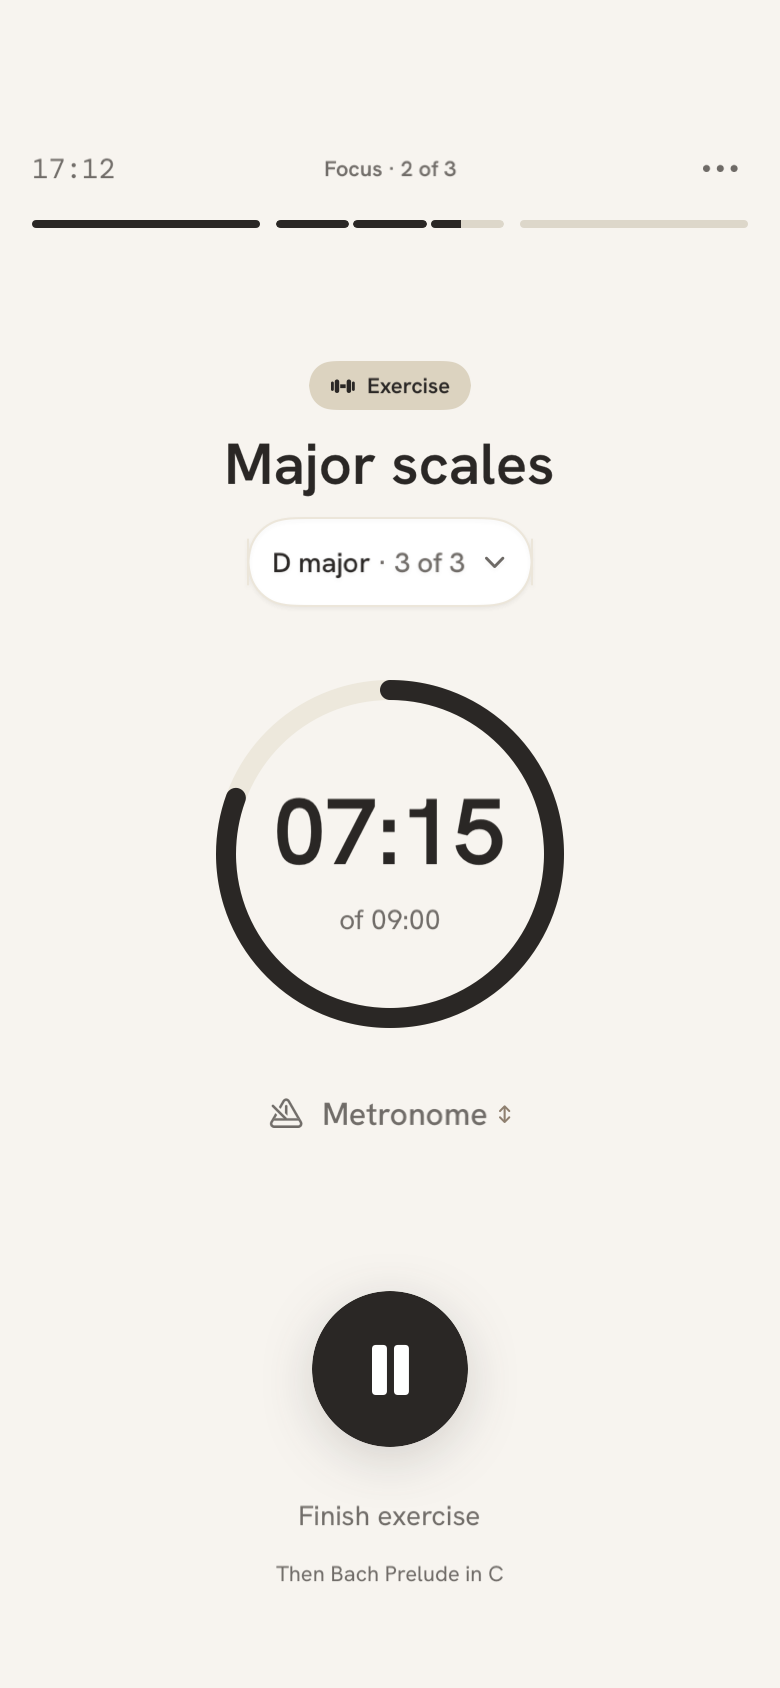 17:12
Focus · 2 of 3
Exercise
Major scales
D major · 3 of 3
07:15
of 09:00
Metronome
Finish exercise
Then Bach Prelude in C